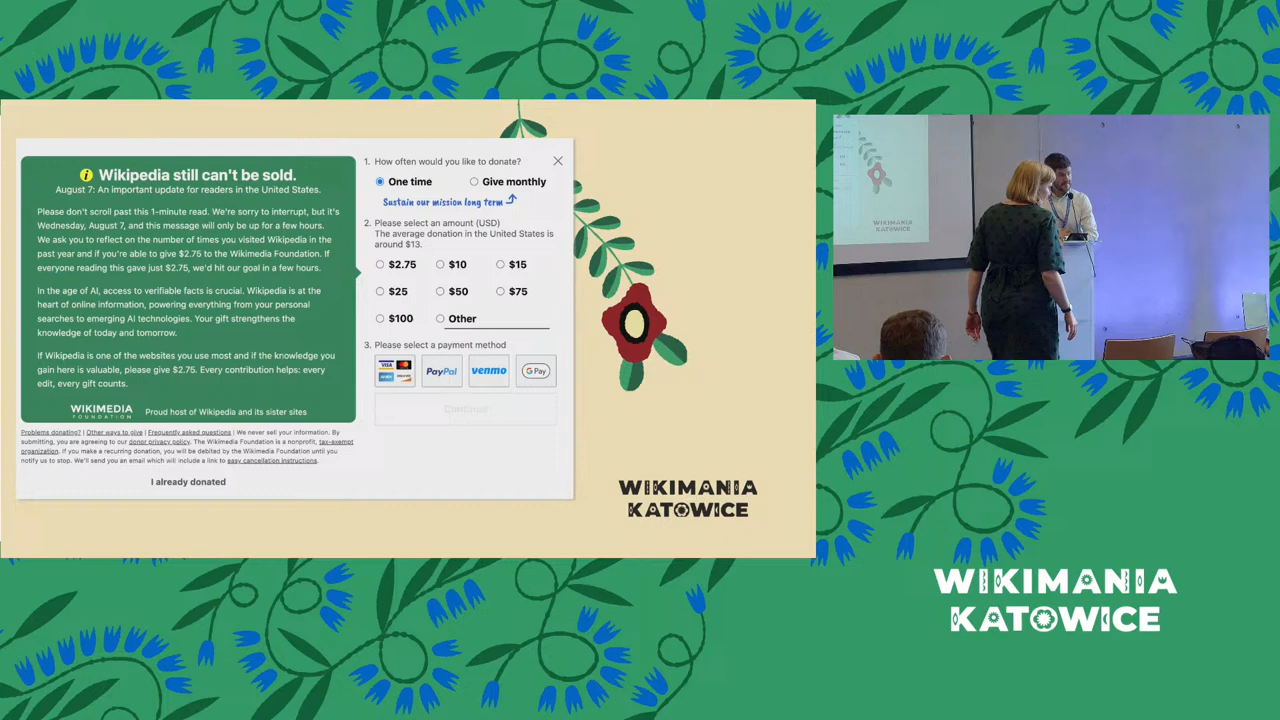 Wikipedia still can't be sold.
August 7: An important update for readers in the United States.
Please don't scroll past this 1-minute read. We're sorry to interrupt, but it's
Wednesday, August 7, and this message will only be up for a few hours.
We ask you to reflect on the number of times you visited Wikipedia in the
past year and if you're able to give $2.75 to the Wikimedia Foundation. If
everyone reading this gave just $2.75, we'd hit our goal in a few hours.
In the age of AI, access to verifiable facts is crucial. Wikipedia is at the
heart of online information, powering everything from your personal
searches to emerging AI technologies. Your gift strengthens the
knowledge of today and tomorrow.
If Wikipedia is one of the websites you use most and if the knowledge you
gain here is valuable, please give $2.75. Every contribution helps: every
edit, every gift counts.
WIKIMEDIA
FOUNDATION
Proud host of Wikipedia and its sister sites
Problems donating? | Other ways to give | Frequently asked questions | We never sell your information. By
submitting, you are agreeing to our donor privacy policy. The Wikimedia Foundation is a nonprofit, tax-exempt
organization. If you make a recurring donation, you will be debited by the Wikimedia Foundation until you
notify us to stop. We'll send you an email which will include a link to easy cancellation instructions.
I already donated
1. How often would you like to donate?
One time
Give monthly
Sustain our mission long term
2. Please select an amount (USD)
The average donation in the United States is
around $13.
$2.75 $10 $15
$25 $50 $75
$100 Other
3. Please select a payment method
VISA
PayPal
venmo
G Pay
Continue
WIKIMANIA
KATOWICE
WIKIMANIA
KATOWICE
WIKIMANIA
KATOWICE